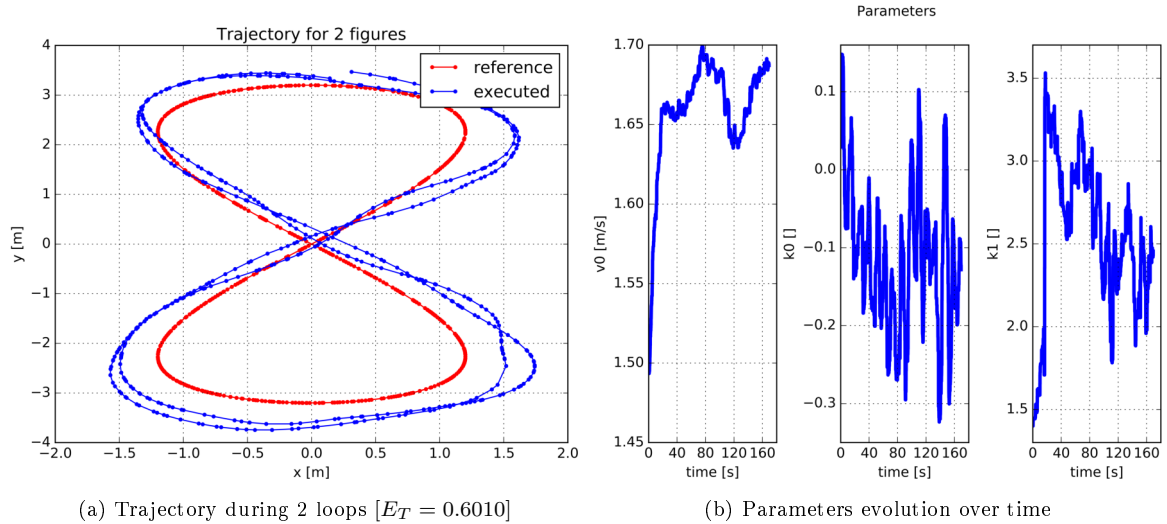 Parameters
Trajectory for 2 figures
reference
executed
4
3
2
1
0
−1
−2
−3
−4
y [m]
−2.0 −1.5 −1.0 −0.5 0.0 0.5 1.0 1.5 2.0
x [m]
1.70
1.65
1.60
1.55
1.50
1.45
v0 [m/s]
0 40 80 120 160
time [s]
0.1
0.0
−0.1
−0.2
−0.3
k0 []
0 40 80 120 160
time [s]
3.5
3.0
2.5
2.0
1.5
k1 []
0 40 80 120 160
time [s]
(a) Trajectory during 2 loops [E_T = 0.6010]
(b) Parameters evolution over time